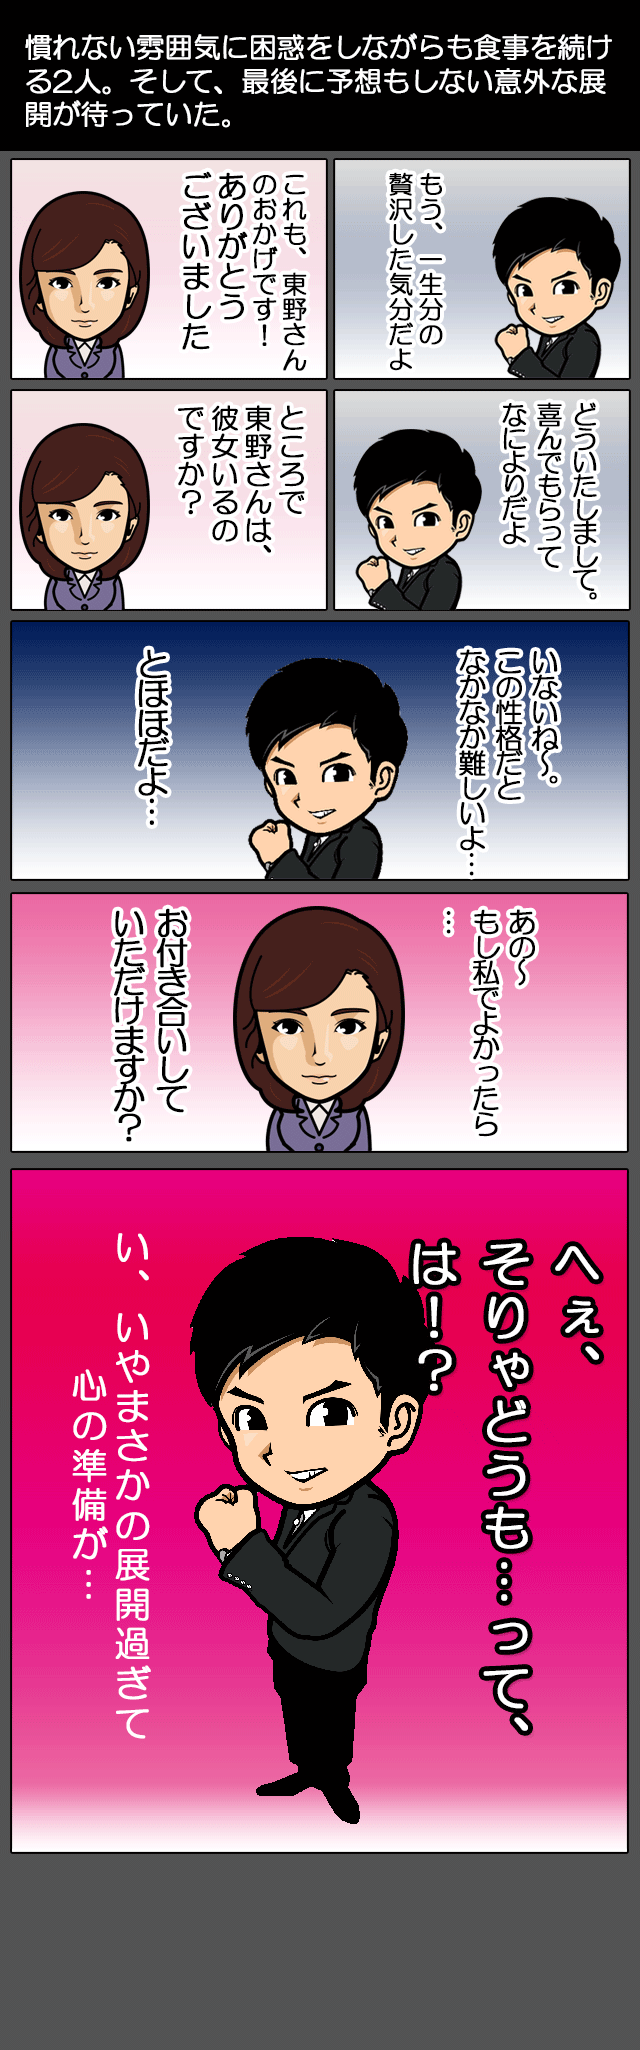 慣れない雰囲気に困惑をしながらも食事を続け
る2人。そして、最後に予想もしない意外な展
開が待っていた。
もう、一生分の
贅沢した気分だよ
これも、東野さん
のおかげです!
ありがとう
ございました
どういたしまして。
喜んでもらって
なによりだよ
ところで
東野さんは、
彼女いるの
ですか?
いないね〜。
この性格だと
なかなか難しいよ…
とほほだよ…
あの〜
もし私でよかったら
…
お付き合いして
いただけますか?
へぇ、
そりゃどうも…って、
は!?
い、いやまさかの展開過ぎて
心の準備が…